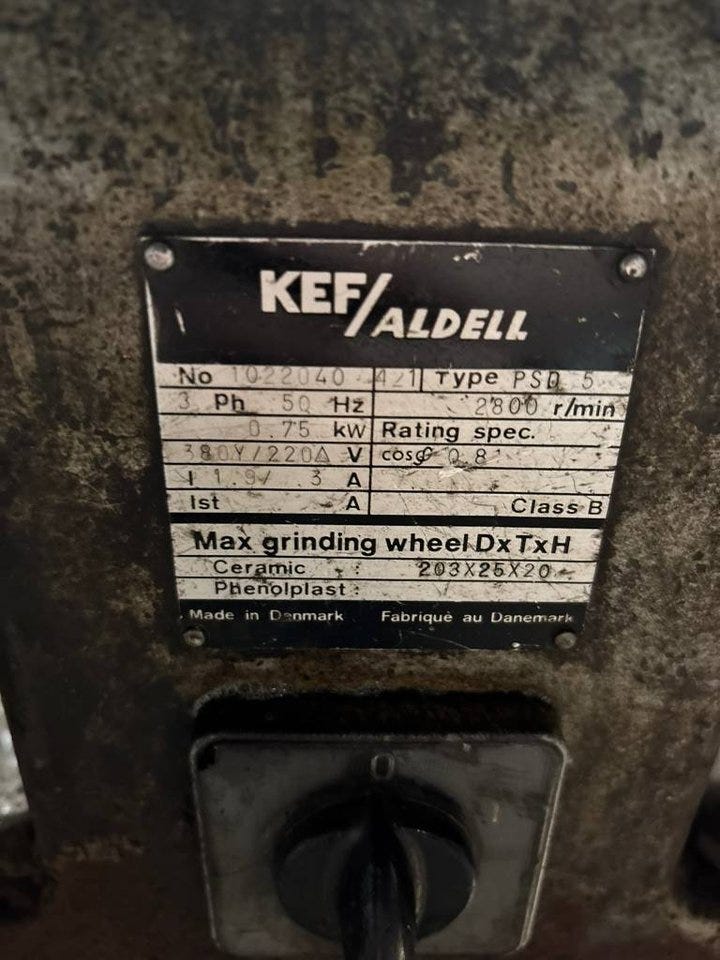 KEF/ALDELL
No 1022040 421 Type PSD 5
3 Ph 50 Hz 2800 r/min
0.75 kW Rating spec.
380Y/220Δ V cosφ 0.8
I 1.9/ 3 A
Ist A Class B
Max grinding wheel DxTxH
Ceramic : 203X25X20
Phenolplast :
Made in Denmark Fabriqué au Danemark
0